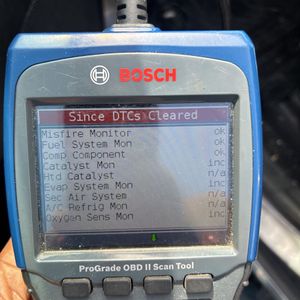 BOSCH
Since DTCs Cleared
Misfire Monitor ok
Fuel System Mon ok
Comp Component ok
Catalyst Mon inc
Htd Catalyst n/a
Evap System Mon inc
Sec Air System n/a
A/C Refrig Mon n/a
Oxygen Sens Mon inc
ProGrade OBD II Scan Tool